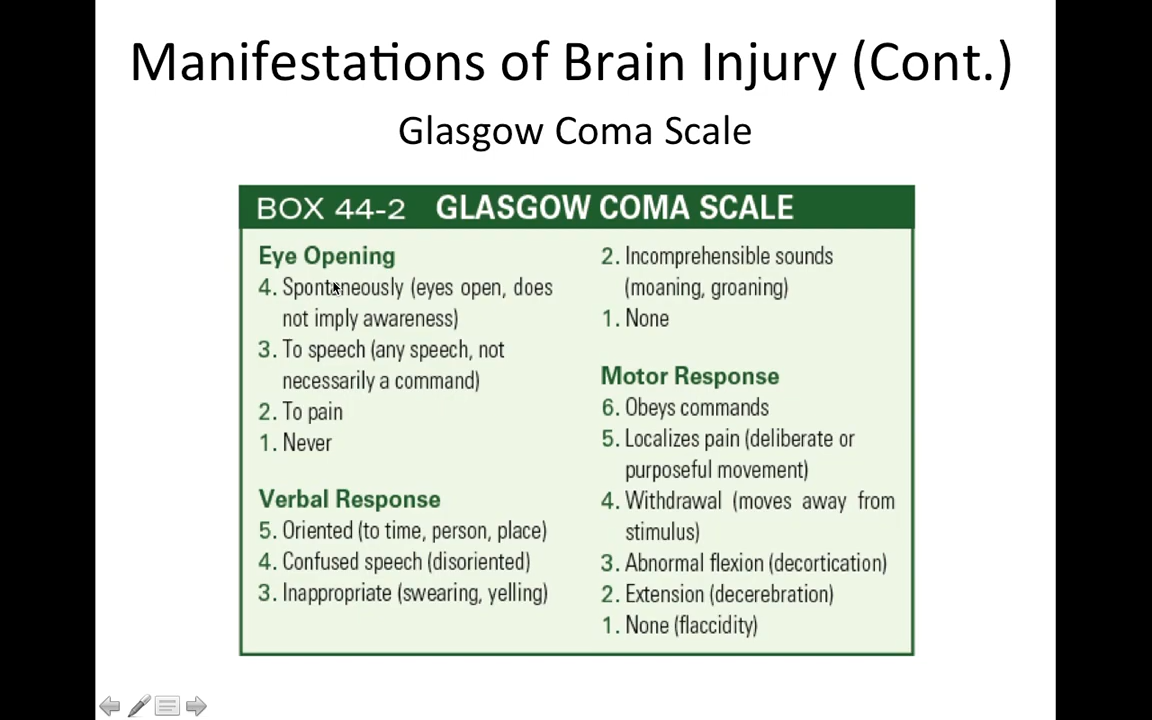 Manifestations of Brain Injury (Cont.)
Glasgow Coma Scale
BOX 44-2 GLASGOW COMA SCALE
Eye Opening
4. Spontaneously (eyes open, does
not imply awareness)
3. To speech (any speech, not
necessarily a command)
2. To pain
1. Never
Verbal Response
5. Oriented (to time, person, place)
4. Confused speech (disoriented)
3. Inappropriate (swearing, yelling)
2. Incomprehensible sounds
(moaning, groaning)
1. None
Motor Response
6. Obeys commands
5. Localizes pain (deliberate or
purposeful movement)
4. Withdrawal (moves away from
stimulus)
3. Abnormal flexion (decortication)
2. Extension (decerebration)
1. None (flaccidity)